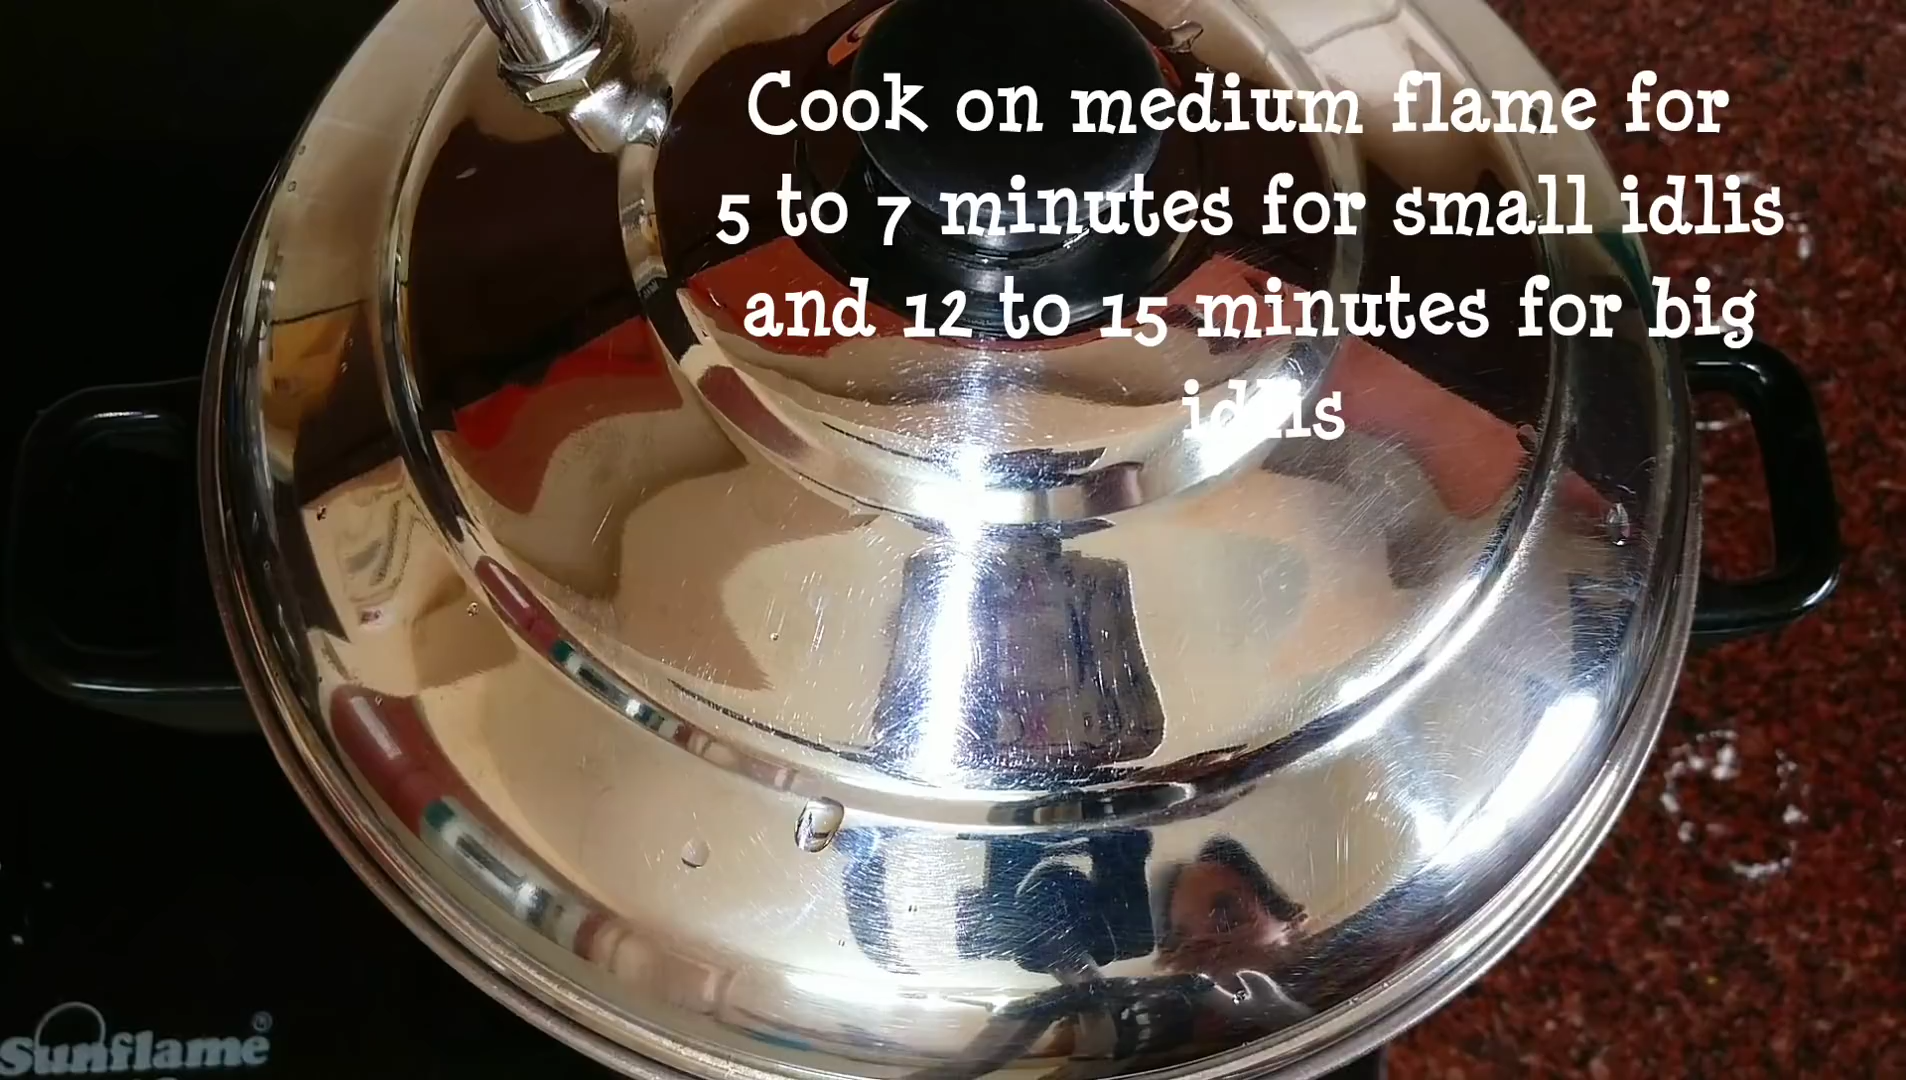 Cook on medium flame for
5 to 7 minutes for small idlis
and 12 to 15 minutes for big
idlis
Sunflame®